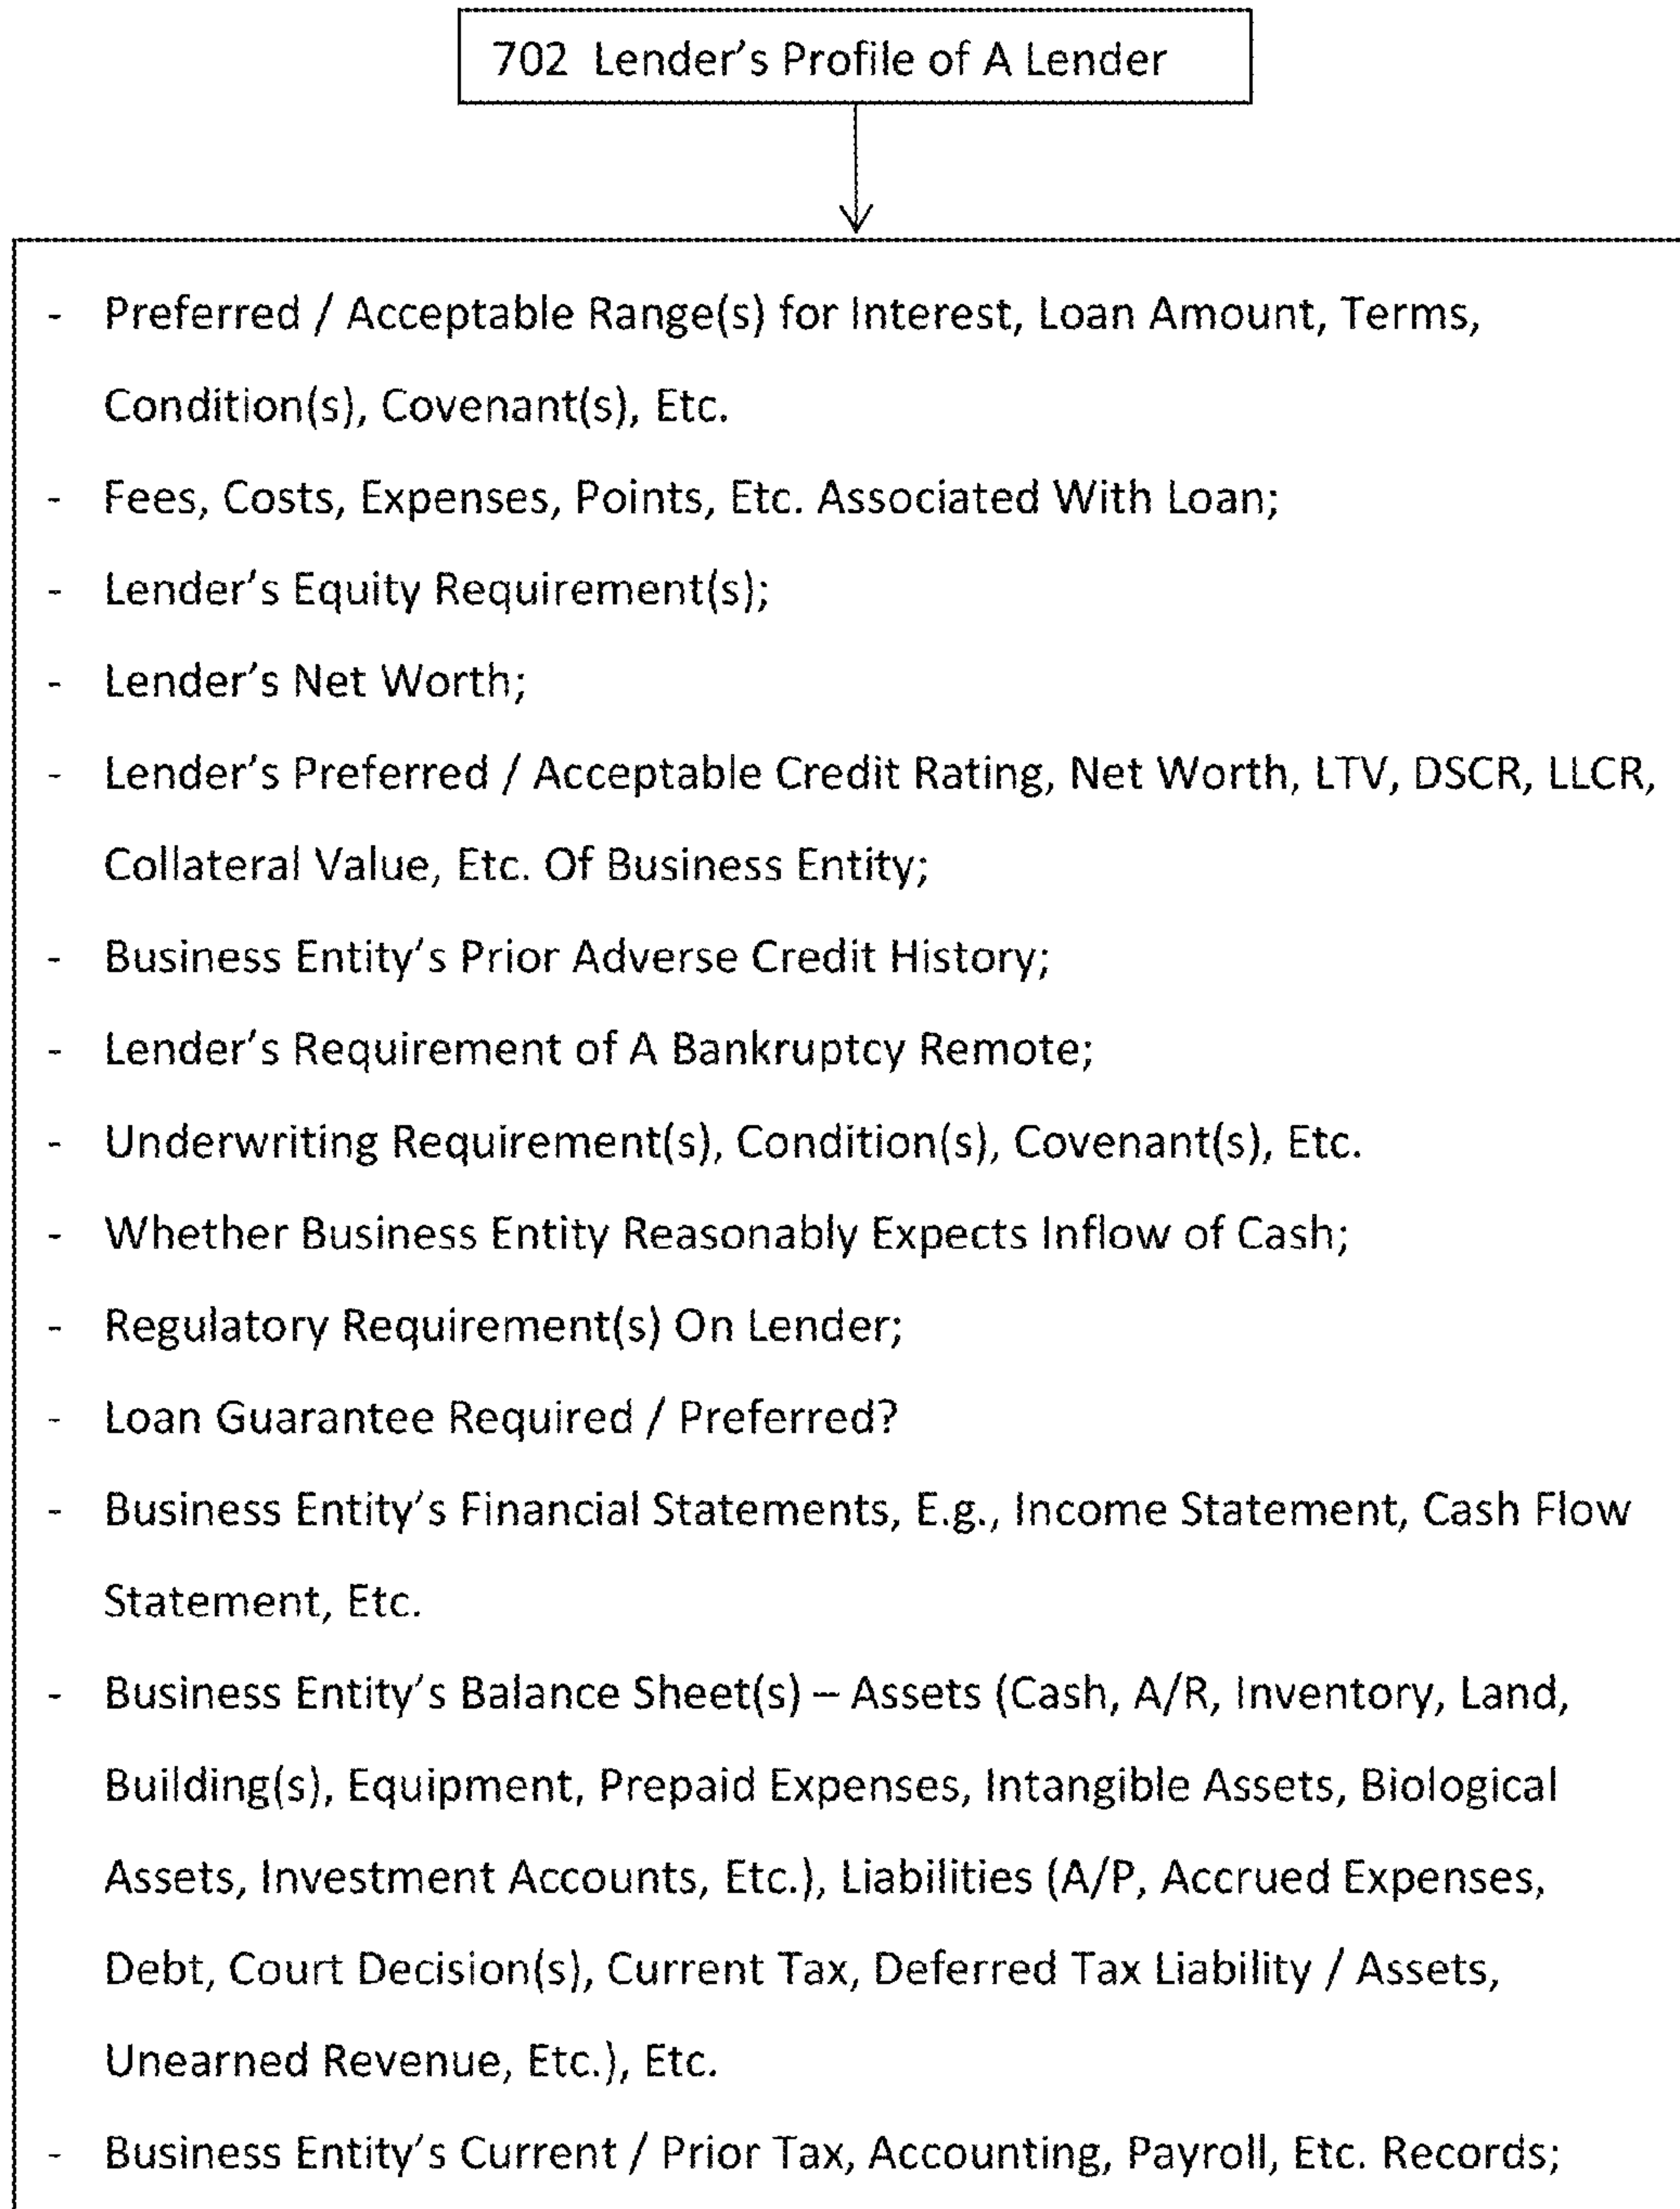 702 Lender's Profile of A Lender
- Preferred / Acceptable Range(s) for Interest, Loan Amount, Terms,
Condition(s), Covenant(s), Etc.
- Fees, Costs, Expenses, Points, Etc. Associated With Loan;
- Lender's Equity Requirement(s);
- Lender's Net Worth;
- Lender's Preferred / Acceptable Credit Rating, Net Worth, LTV, DSCR, LLCR,
Collateral Value, Etc. Of Business Entity;
- Business Entity's Prior Adverse Credit History;
- Lender's Requirement of A Bankruptcy Remote;
- Underwriting Requirement(s), Condition(s), Covenant(s), Etc.
- Whether Business Entity Reasonably Expects Inflow of Cash;
- Regulatory Requirement(s) On Lender;
- Loan Guarantee Required / Preferred?
- Business Entity's Financial Statements, E.g., Income Statement, Cash Flow
Statement, Etc.
- Business Entity's Balance Sheet(s) – Assets (Cash, A/R, Inventory, Land,
Building(s), Equipment, Prepaid Expenses, Intangible Assets, Biological
Assets, Investment Accounts, Etc.), Liabilities (A/P, Accrued Expenses,
Debt, Court Decision(s), Current Tax, Deferred Tax Liability / Assets,
Unearned Revenue, Etc.), Etc.
- Business Entity's Current / Prior Tax, Accounting, Payroll, Etc. Records;